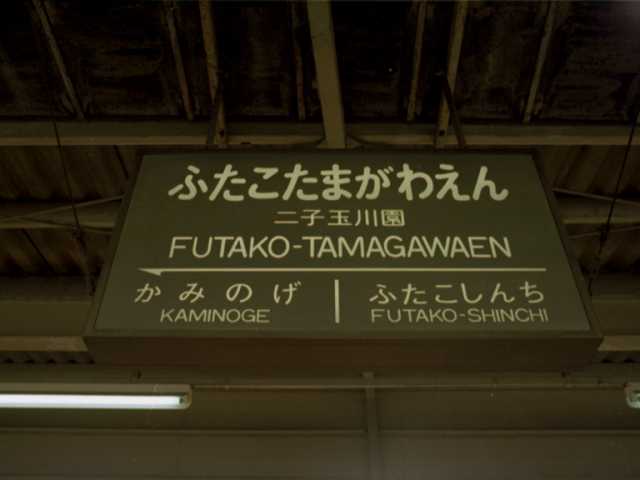 ふたこたまがわえん
二子玉川園
FUTAKO-TAMAGAWAEN
かみのげ ふたこしんち
KAMINOGE FUTAKO-SHINCHI